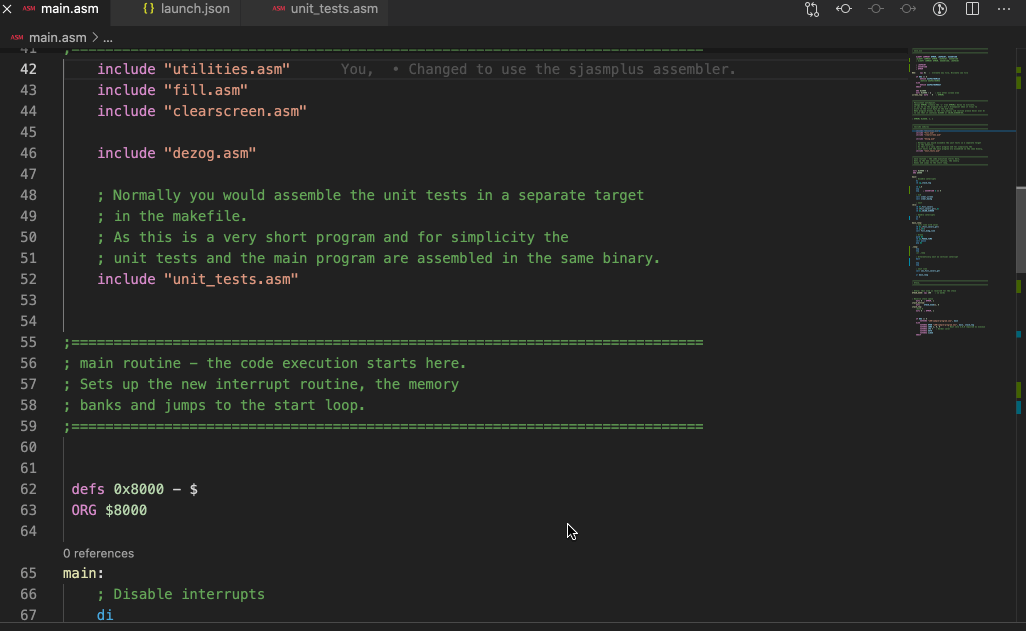 ASM main.asm {} launch.json ASM unit_tests.asm ...
ASM main.asm > ...
41 ;===========================================================================
42 include "utilities.asm" You, • Changed to use the sjasmplus assembler.
43 include "fill.asm"
44 include "clearscreen.asm"
45
46 include "dezog.asm"
47
48 ; Normally you would assemble the unit tests in a separate target
49 ; in the makefile.
50 ; As this is a very short program and for simplicity the
51 ; unit tests and the main program are assembled in the same binary.
52 include "unit_tests.asm"
53
54
55 ;===========================================================================
56 ; main routine – the code execution starts here.
57 ; Sets up the new interrupt routine, the memory
58 ; banks and jumps to the start loop.
59 ;===========================================================================
60
61
62 defs 0x8000 - $
63 ORG $8000
64
0 references
65 main:
66 ; Disable interrupts
67 di